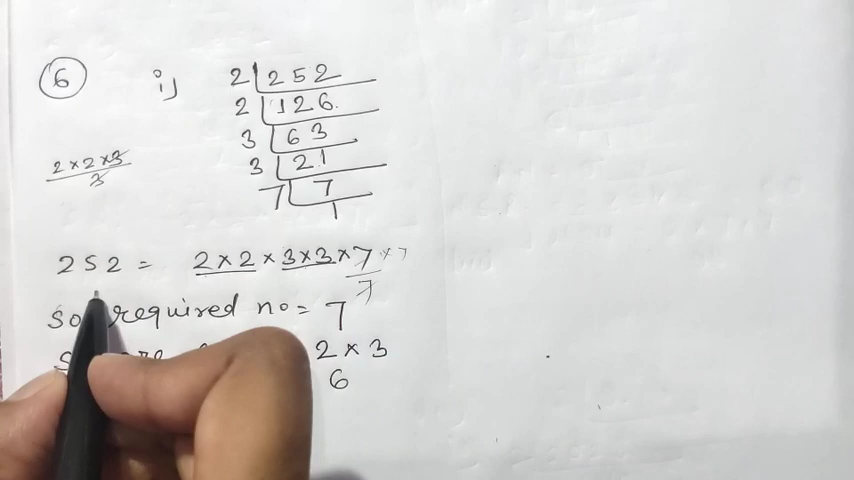 6 i)
2 | 252
2 | 126
3 | 63
3 | 21
7 | 7
1
2×2×3
3
252 = 2×2×3×3×7 ×7
7
so required no = 7
2×3
6